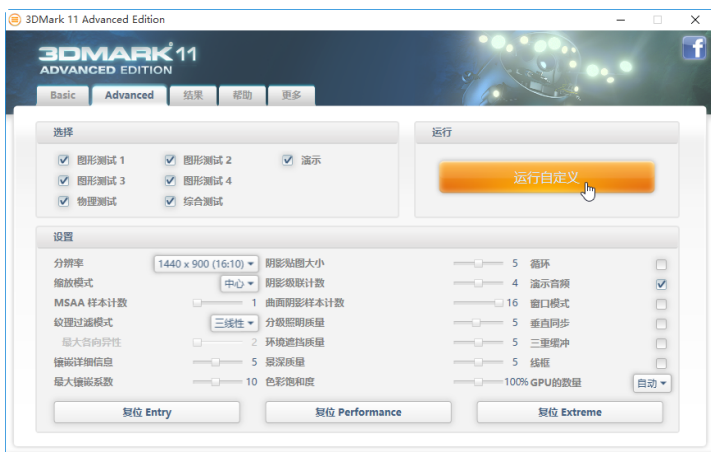 3DMark 11 Advanced Edition
3DMARK 11
ADVANCED EDITION
f
Basic Advanced 结果 帮助 更多
选择 运行
图形测试 1 图形测试 2 演示
图形测试 3 图形测试 4
物理测试 综合测试
运行自定义
设置
分辨率 1440 x 900 (16:10) 阴影贴图大小 5 循环
缩放模式 中心 阴影级联计数 4 演示音频
MSAA 样本计数 1 曲面阴影样本计数 16 窗口模式
纹理过滤模式 三线性 分级照明质量 5 垂直同步
最大各向异性 2 环境遮挡质量 5 三重缓冲
镶嵌详细信息 5 景深质量 5 线框
最大镶嵌系数 10 色彩饱和度 100% GPU的数量 自动
复位 Entry 复位 Performance 复位 Extreme